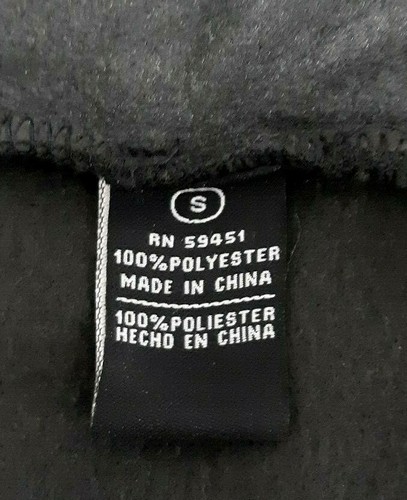 S
RN 59451
100%POLYESTER
MADE IN CHINA
100%POLIESTER
HECHO EN CHINA